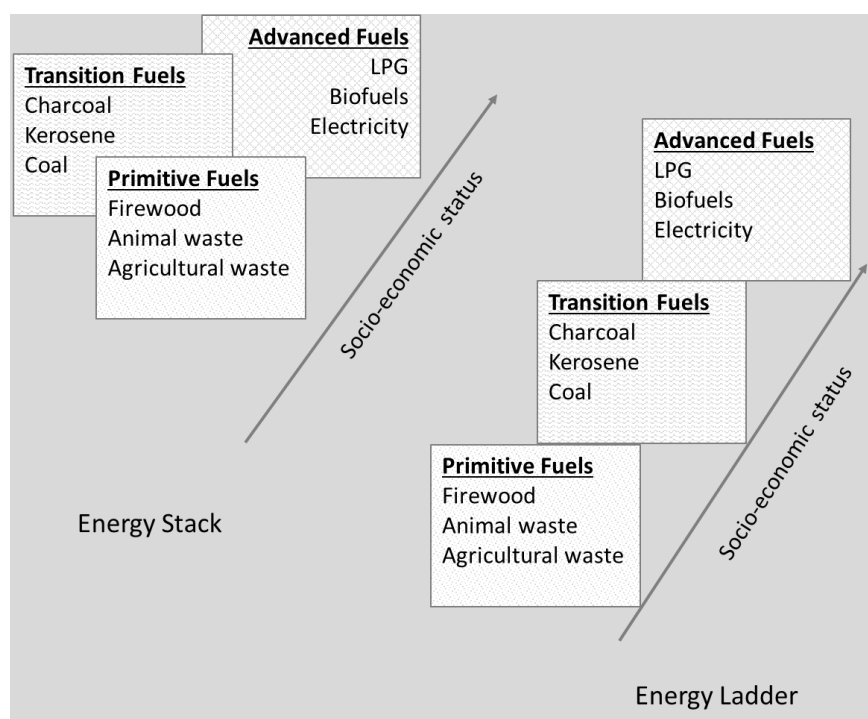 Advanced Fuels
LPG
Biofuels
Electricity
Transition Fuels
Charcoal
Kerosene
Coal
Primitive Fuels
Firewood
Animal waste
Agricultural waste
Socio-economic status
Energy Stack
Advanced Fuels
LPG
Biofuels
Electricity
Transition Fuels
Charcoal
Kerosene
Coal
Primitive Fuels
Firewood
Animal waste
Agricultural waste
Socio-economic status
Energy Ladder